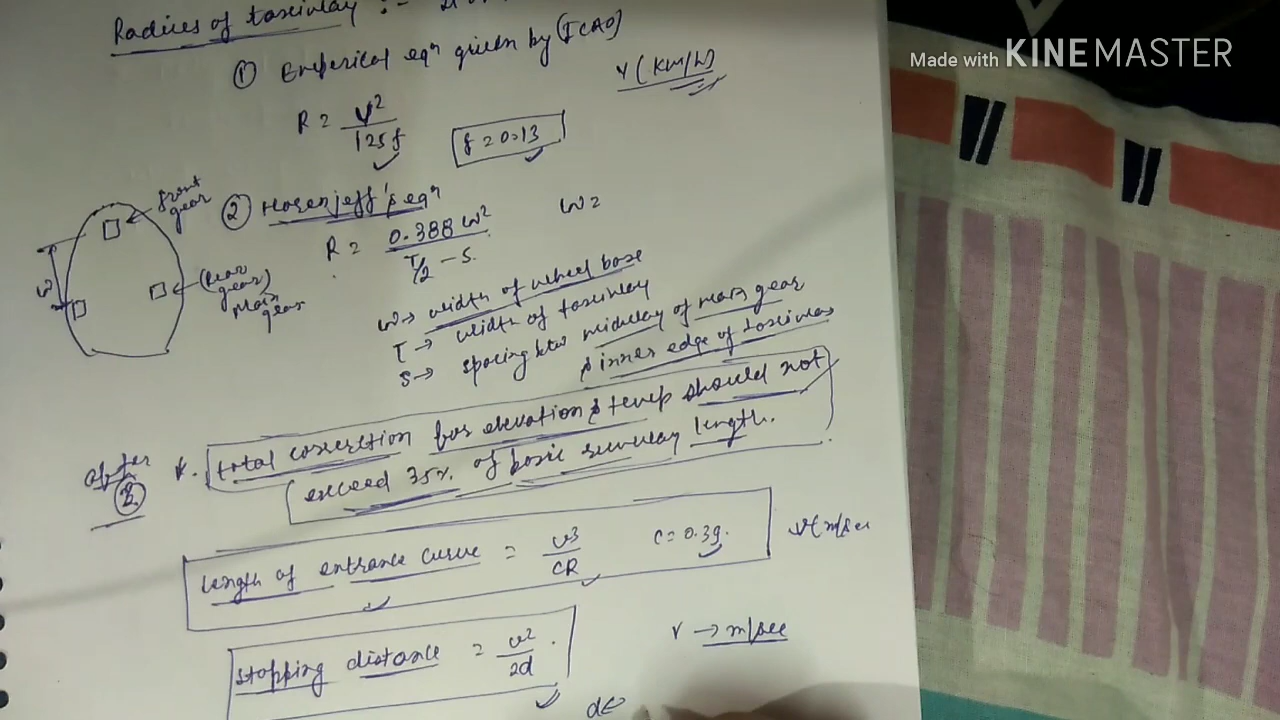 Made with KINEMASTER
Radius of taxiway :-
① Emperical eqn given by (ICAO)
V (KM/h)
R = V²/125f
f = 0.13
② Horenjeff's eqn
R = 0.388 W²/T/2 - S.
W =
front gear
(Rear gear) Main gear
W
W → width of wheel base
T → width of taxiway
S → spacing btw midway of main gear
& inner edge of taxiway
after ②
*. total correction for elevation & temp should not
exceed 35% of basic runway length.
length of entrance curve = v³/CR C = 0.39. V(m/sec
stopping distance = v²/2d . V → m/sec
d